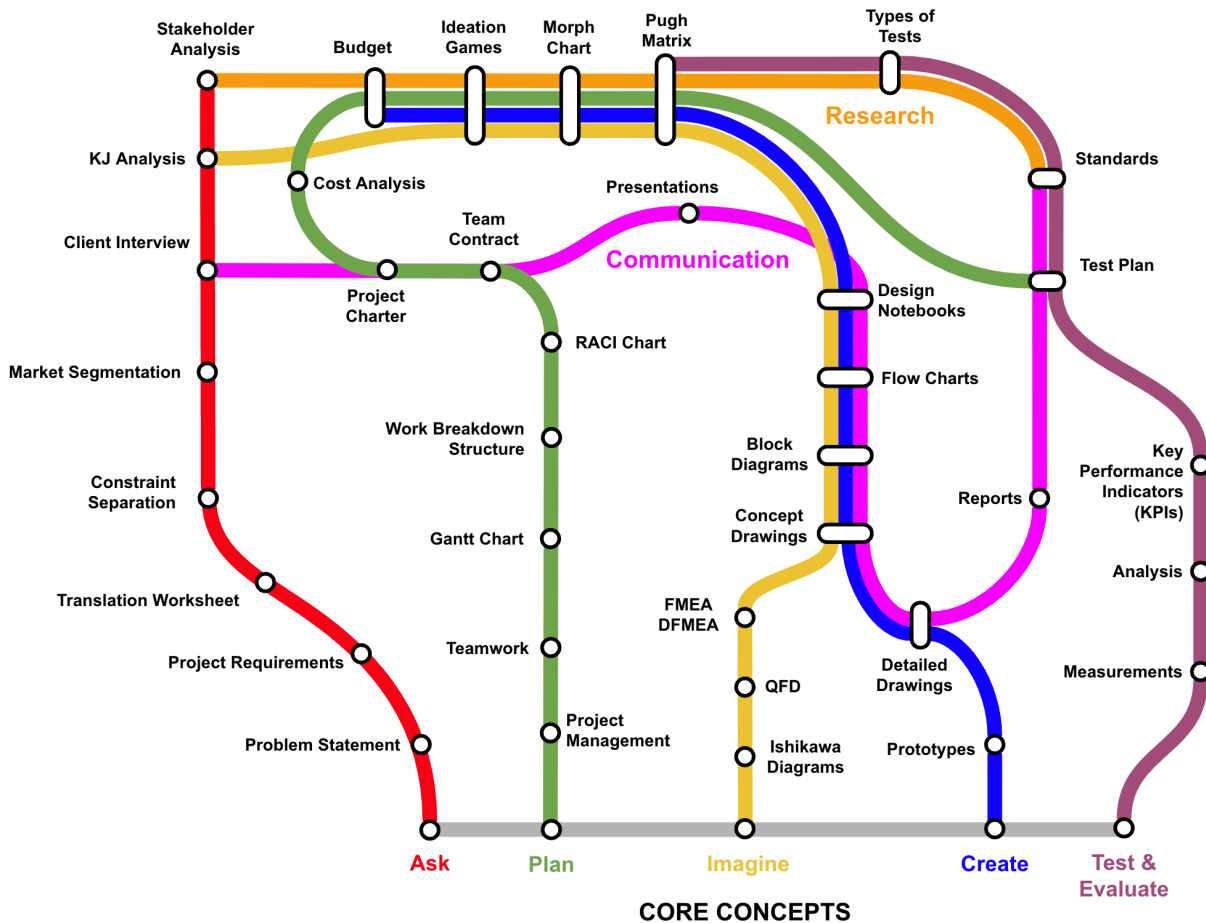 Stakeholder
Analysis
Budget
Ideation
Games
Morph
Chart
Pugh
Matrix
Types of
Tests
Research
KJ Analysis
Cost Analysis
Standards
Presentations
Client Interview
Team
Contract
Communication
Test Plan
Project
Charter
Design
Notebooks
RACI Chart
Market Segmentation
Flow Charts
Work Breakdown
Structure
Block
Diagrams
Key
Performance
Indicators
(KPIs)
Constraint
Separation
Reports
Concept
Drawings
Gantt Chart
Analysis
Translation Worksheet
FMEA
DFMEA
Project Requirements
Teamwork
Detailed
Drawings
Measurements
QFD
Problem Statement
Project
Management
Ishikawa
Diagrams
Prototypes
Ask
Plan
Imagine
Create
Test &
Evaluate
CORE CONCEPTS